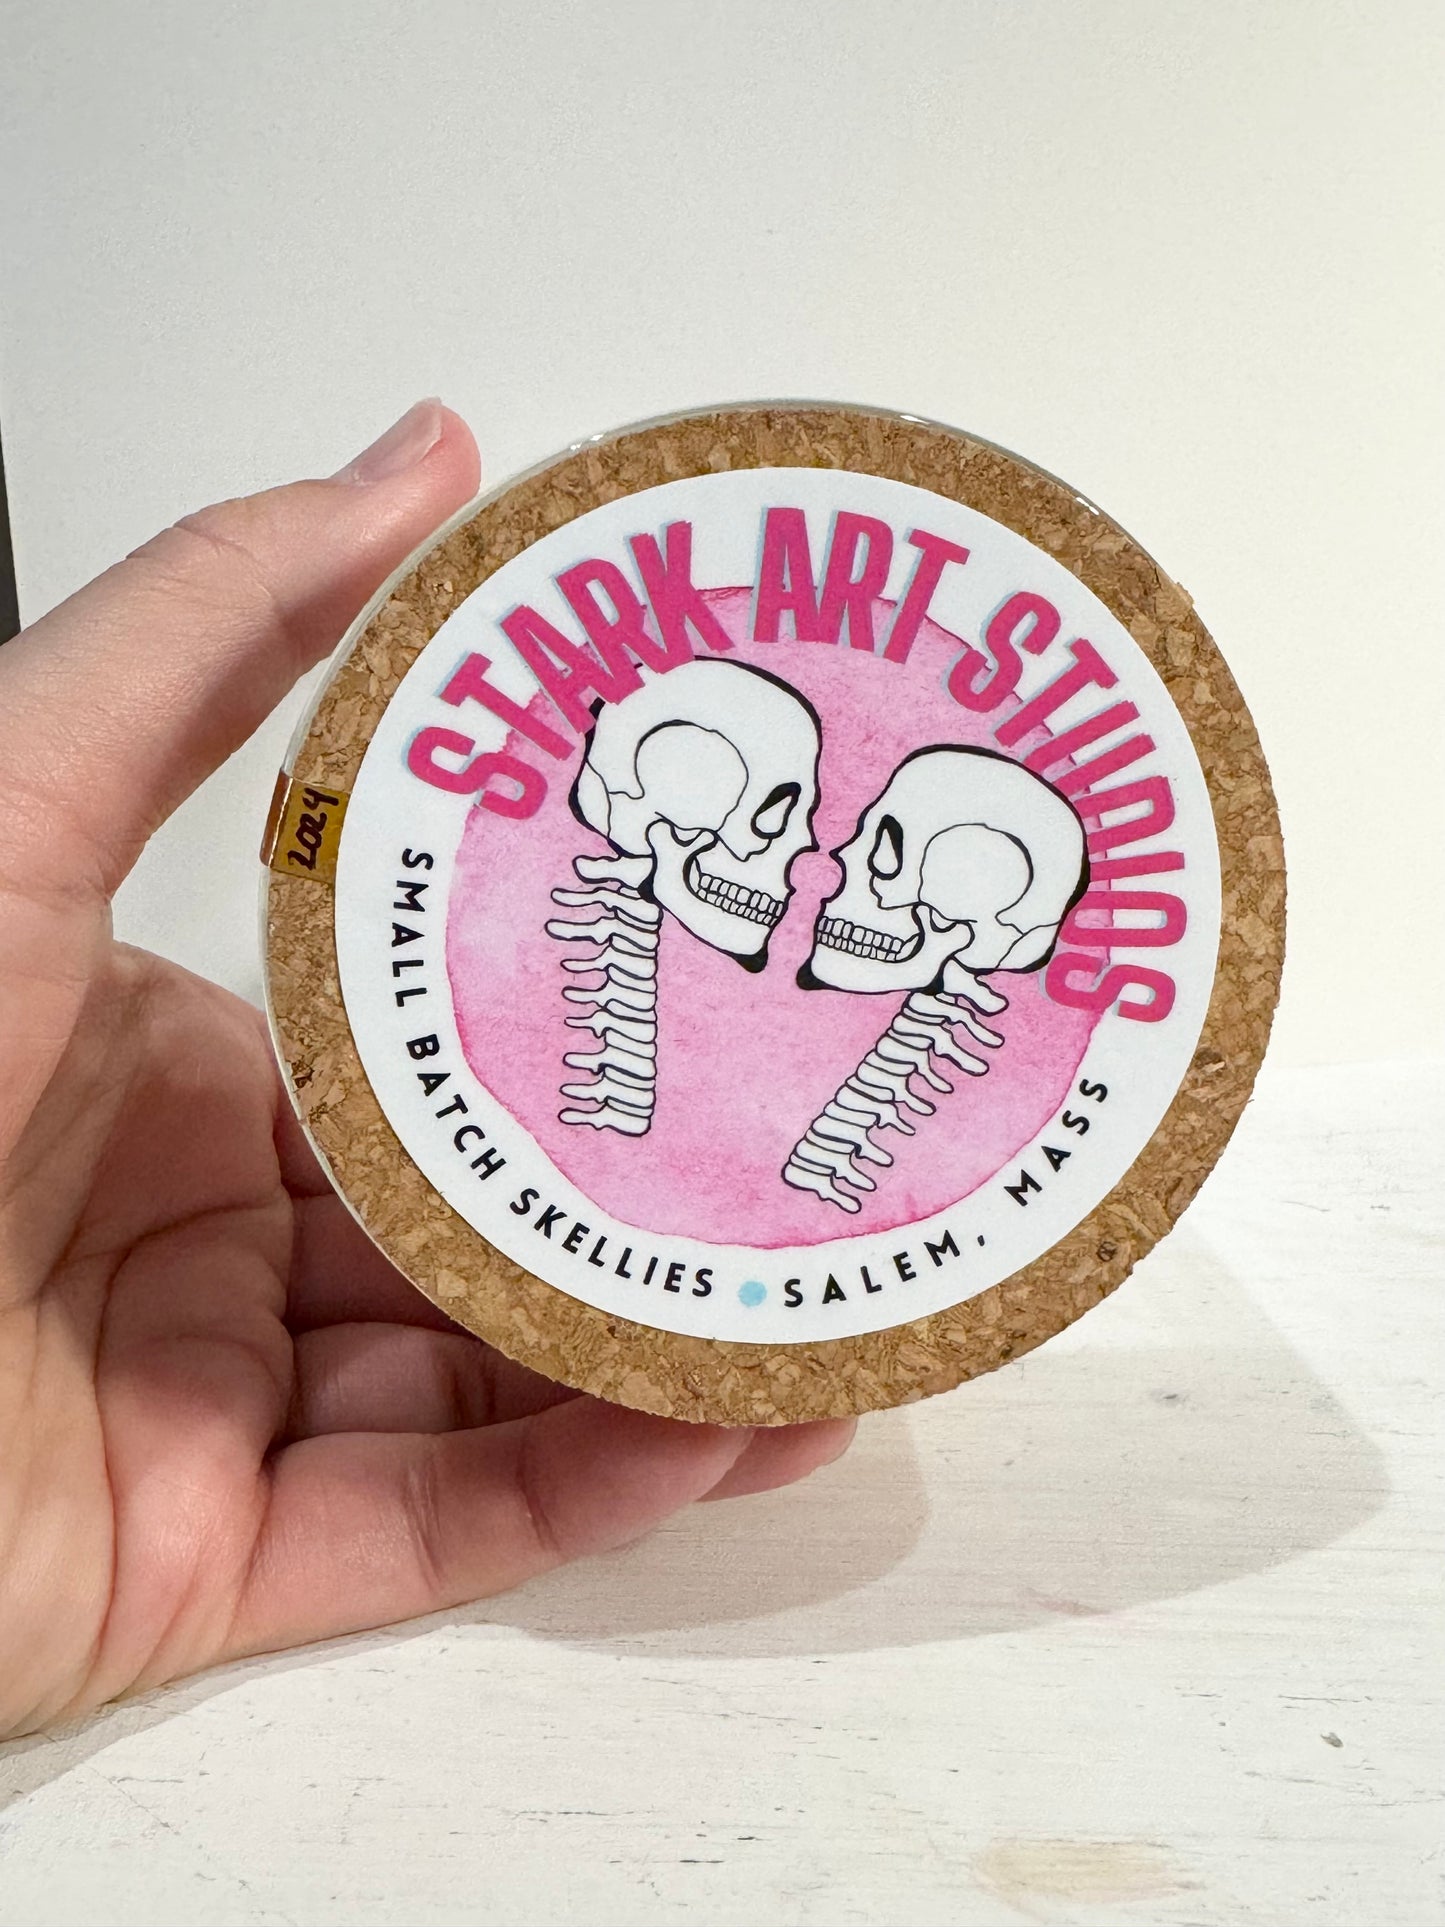 STARK ART STUDIOS
2024
SMALL BATCH SKELLIES • SALEM, MASS